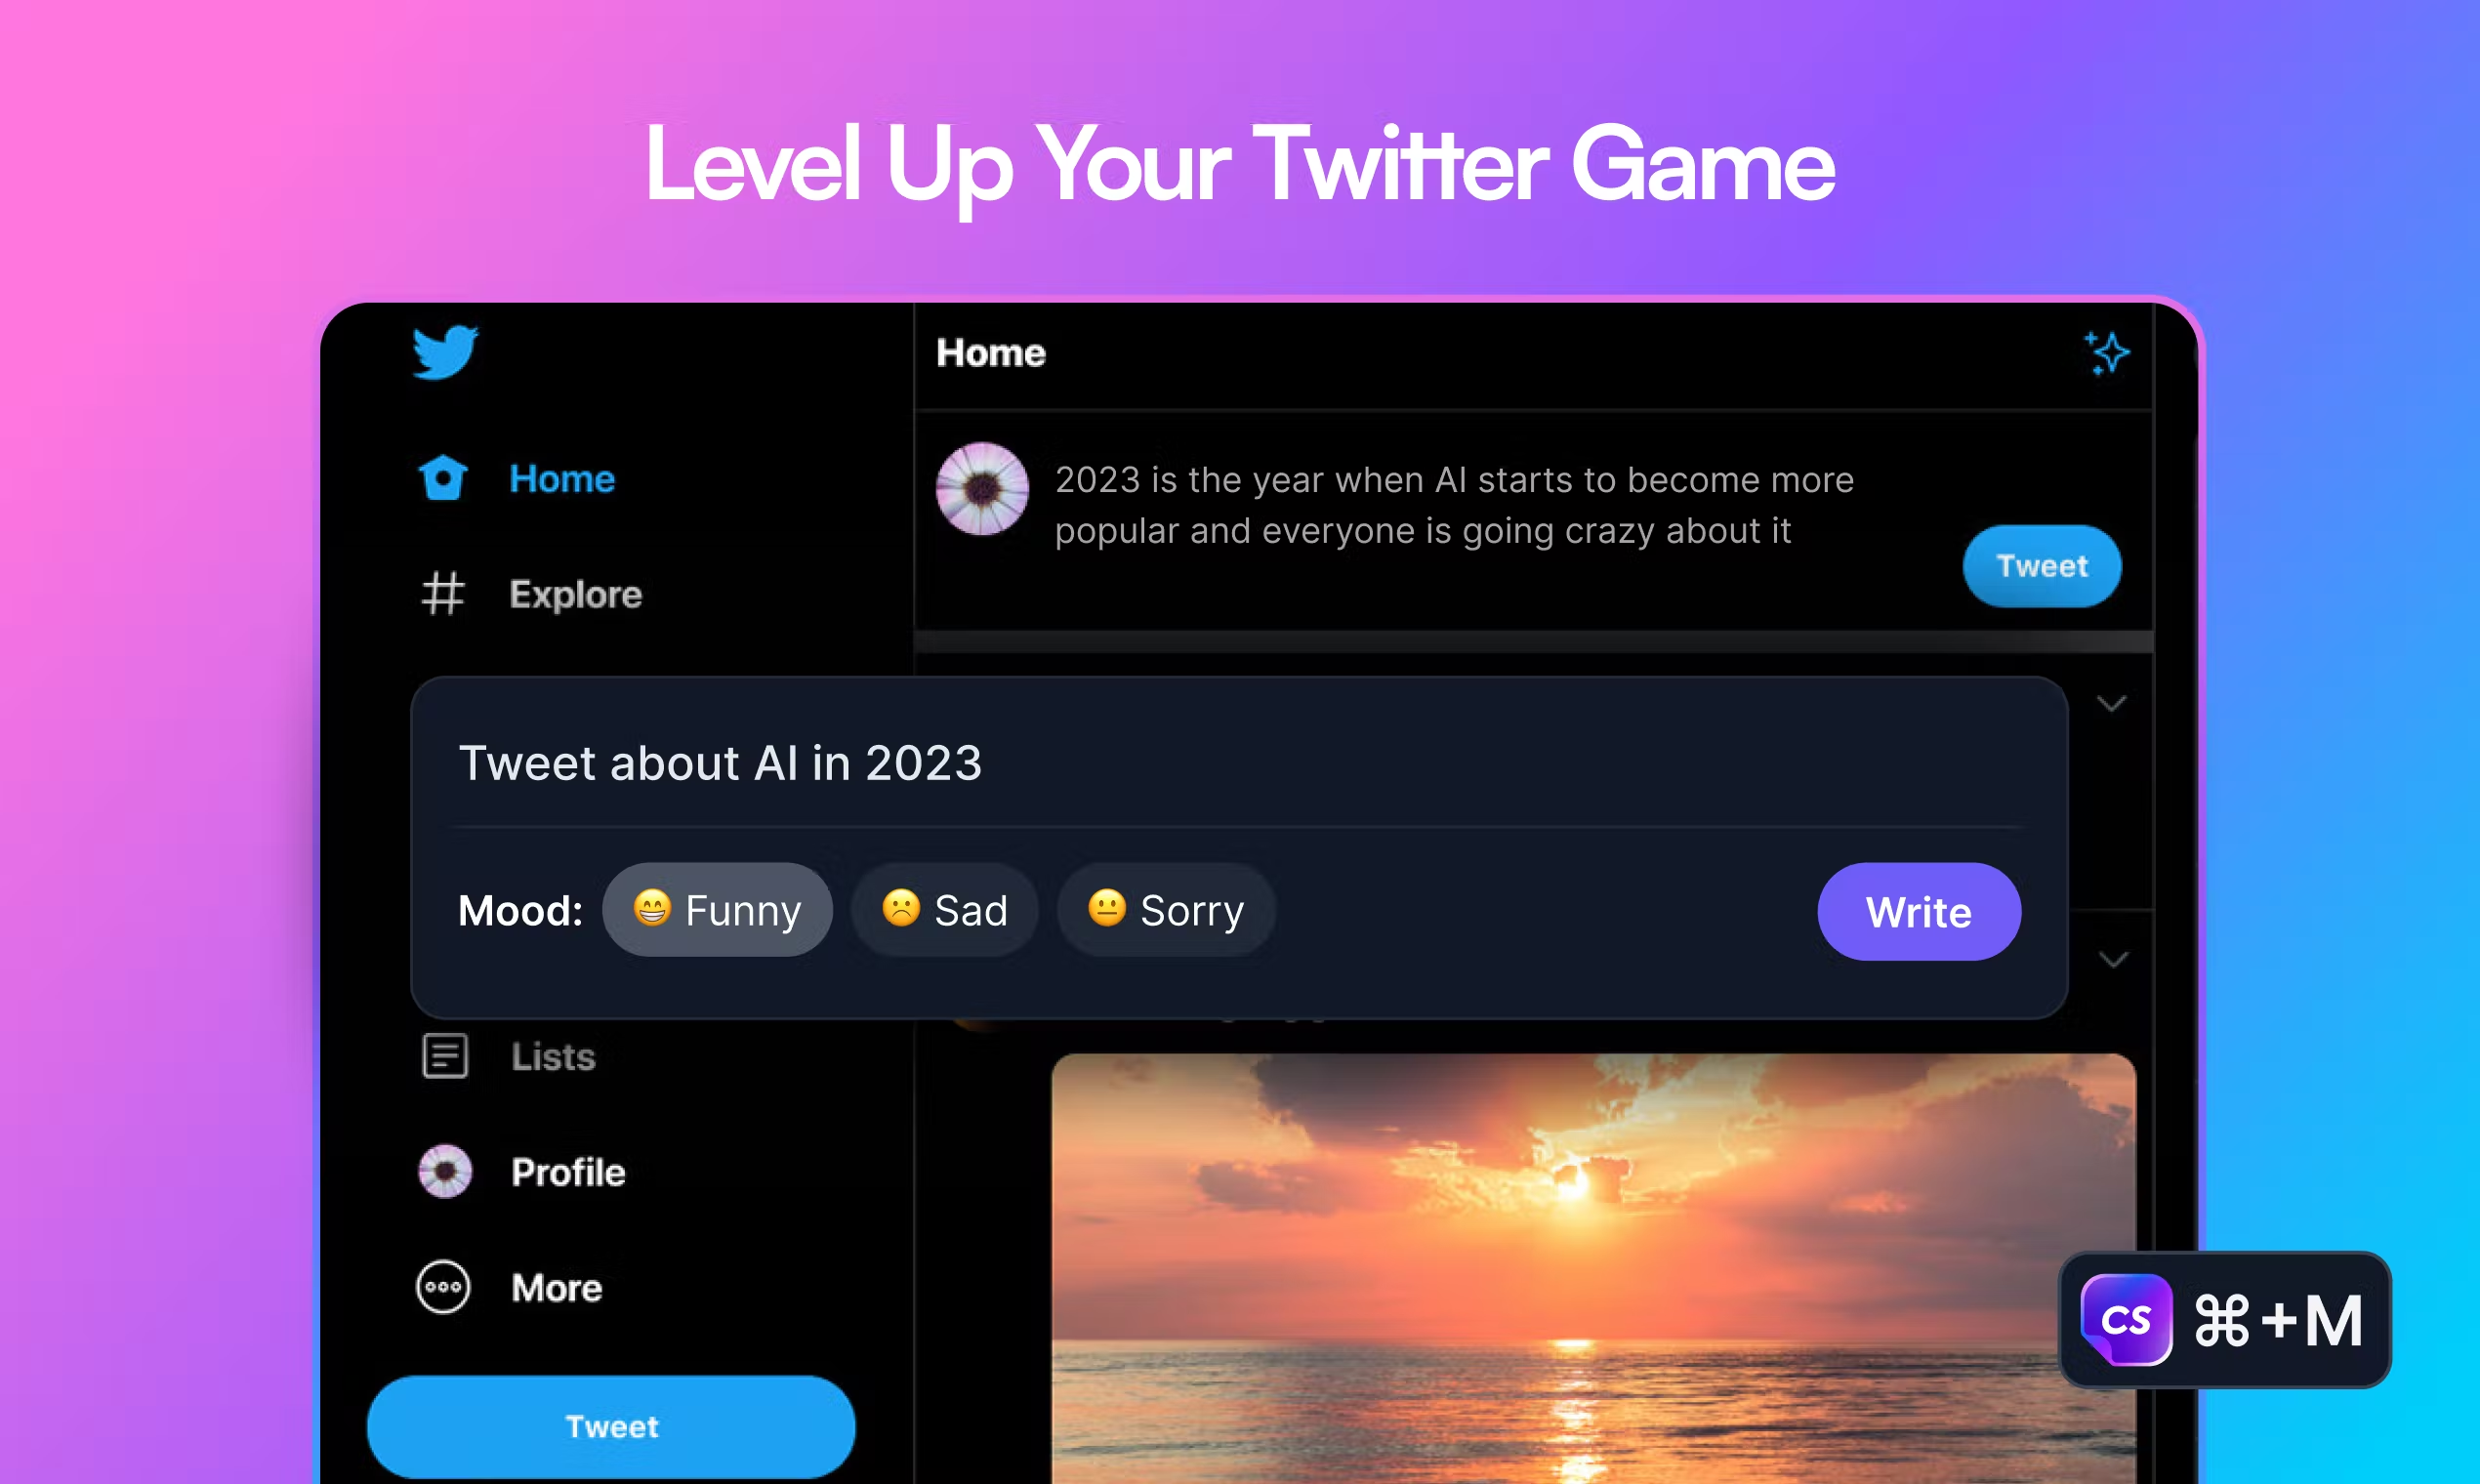 Level Up Your Twitter Game
Home
Home
2023 is the year when AI starts to become more
popular and everyone is going crazy about it
Tweet
Explore
Tweet about AI in 2023
Mood: 😁 Funny ☹️ Sad 😐 Sorry
Write
Lists
Profile
More
Tweet
CS ⌘+M